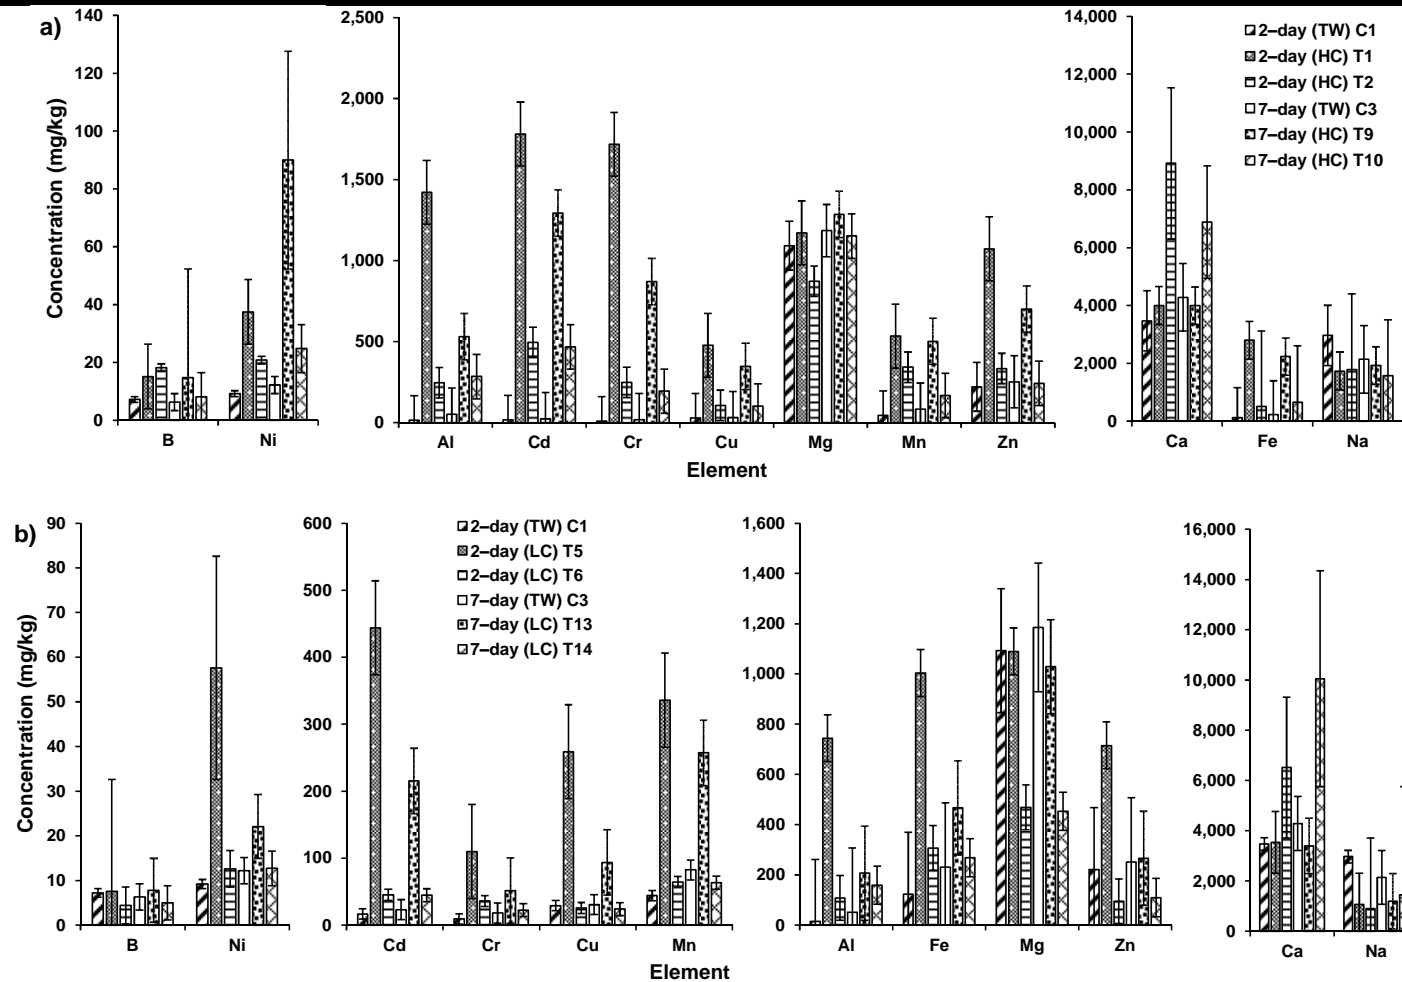 a)
Concentration (mg/kg)
140
120
100
80
60
40
20
0
B Ni
2,500
2,000
1,500
1,000
500
0
Al Cd Cr Cu Mg Mn Zn
Element
14,000
12,000
10,000
8,000
6,000
4,000
2,000
0
Ca Fe Na
2–day (TW) C1
2–day (HC) T1
2–day (HC) T2
7–day (TW) C3
7–day (HC) T9
7–day (HC) T10
b)
Concentration (mg/kg)
90
80
70
60
50
40
30
20
10
0
B Ni
600
500
400
300
200
100
0
Cd Cr Cu Mn
2–day (TW) C1
2–day (LC) T5
2–day (LC) T6
7–day (TW) C3
7–day (LC) T13
7–day (LC) T14
Element
1,600
1,400
1,200
1,000
800
600
400
200
0
Al Fe Mg Zn
16,000
14,000
12,000
10,000
8,000
6,000
4,000
2,000
0
Ca Na